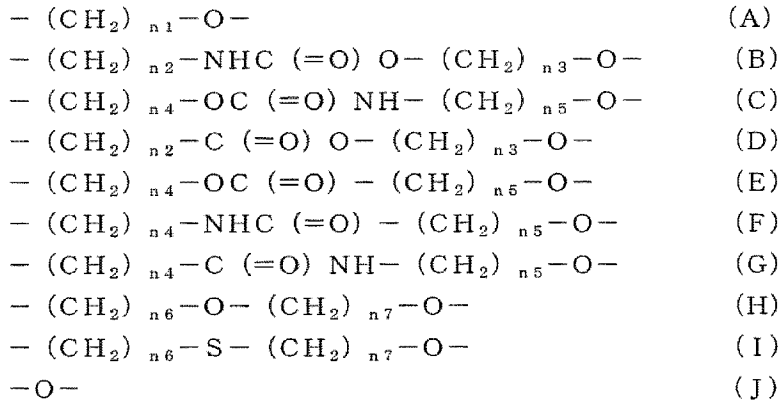 －(CH₂)ₙ₁－O－ (A)
－(CH₂)ₙ₂－NHC(=O)O－(CH₂)ₙ₃－O－ (B)
－(CH₂)ₙ₄－OC(=O)NH－(CH₂)ₙ₅－O－ (C)
－(CH₂)ₙ₂－C(=O)O－(CH₂)ₙ₃－O－ (D)
－(CH₂)ₙ₄－OC(=O)－(CH₂)ₙ₅－O－ (E)
－(CH₂)ₙ₄－NHC(=O)－(CH₂)ₙ₅－O－ (F)
－(CH₂)ₙ₄－C(=O)NH－(CH₂)ₙ₅－O－ (G)
－(CH₂)ₙ₆－O－(CH₂)ₙ₇－O－ (H)
－(CH₂)ₙ₆－S－(CH₂)ₙ₇－O－ (I)
－O－ (J)